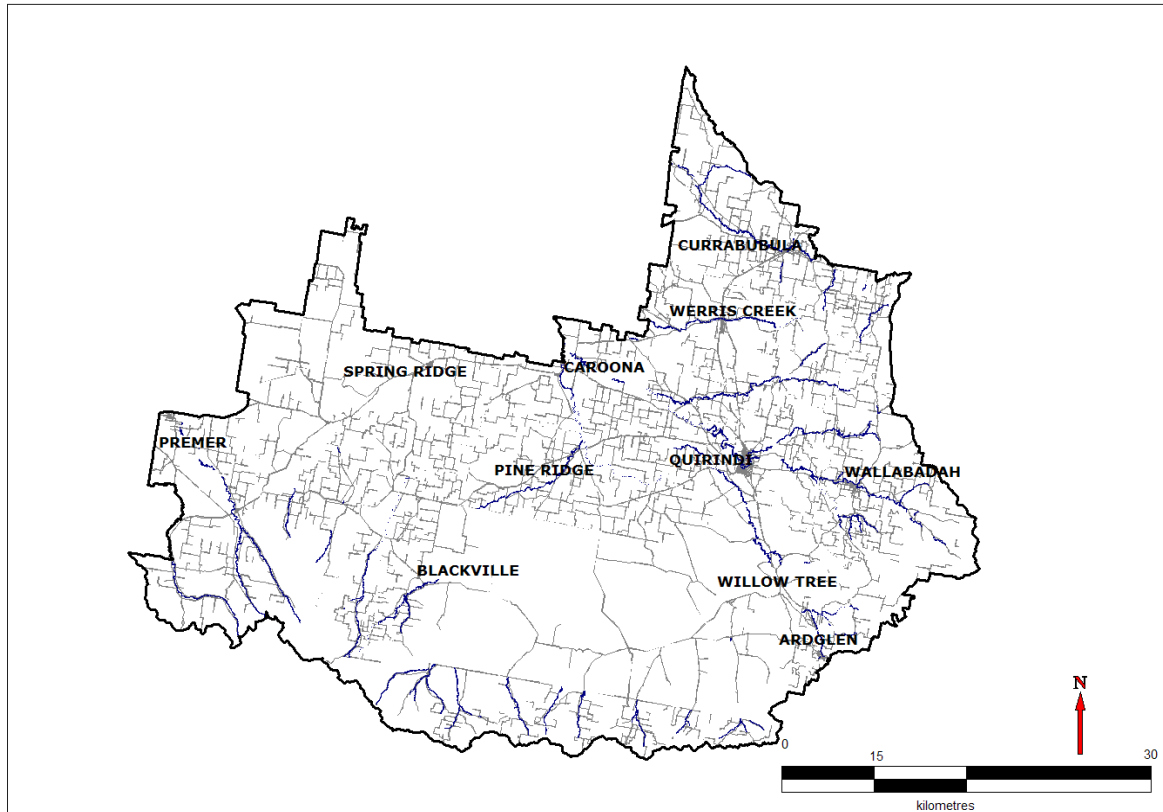 CURRABUBULA
WERRIS CREEK
CAROONA
SPRING RIDGE
PREMER
PINE RIDGE
QUIRINDI
WALLABADAH
BLACKVILLE
WILLOW TREE
ARDGLEN
N
0
15
30
kilometres